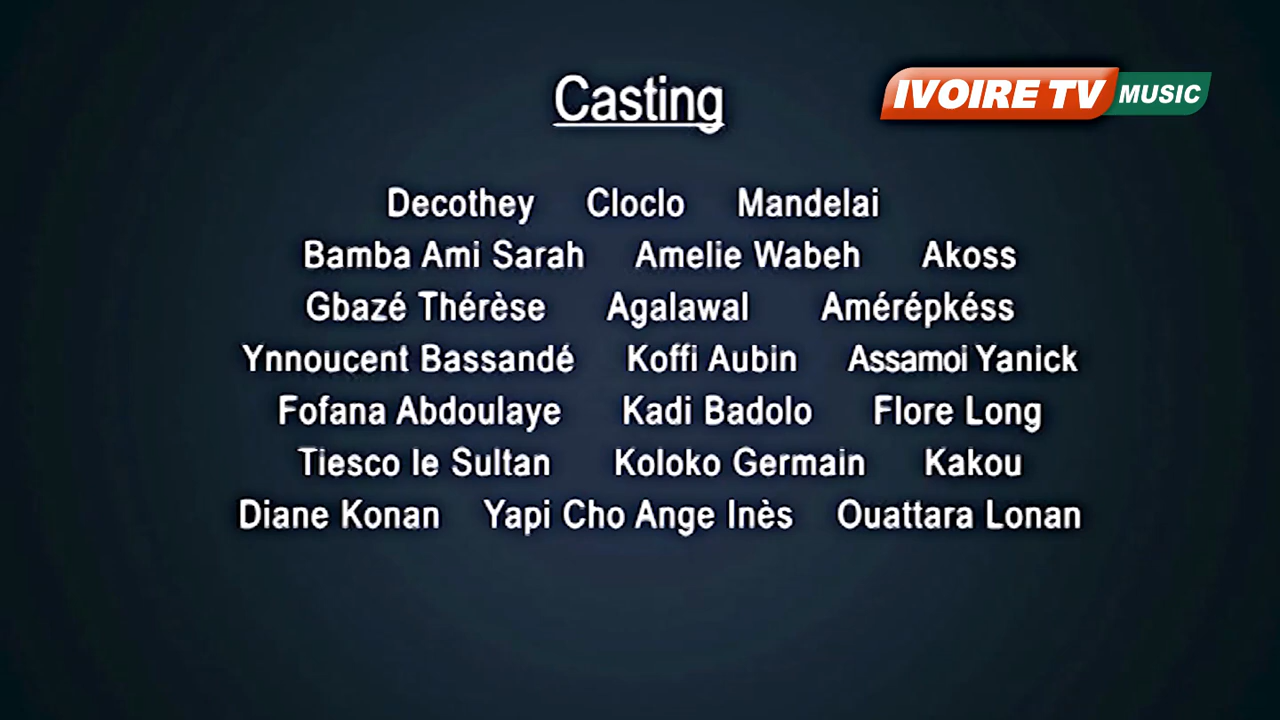 Casting
IVOIRE TV MUSIC
Decothey Cloclo Mandelai
Bamba Ami Sarah Amelie Wabeh Akoss
Gbazé Thérèse Agalawal Amérépkéss
Ynnoucent Bassandé Koffi Aubin Assamoi Yanick
Fofana Abdoulaye Kadi Badolo Flore Long
Tiesco le Sultan Koloko Germain Kakou
Diane Konan Yapi Cho Ange Inès Ouattara Lonan